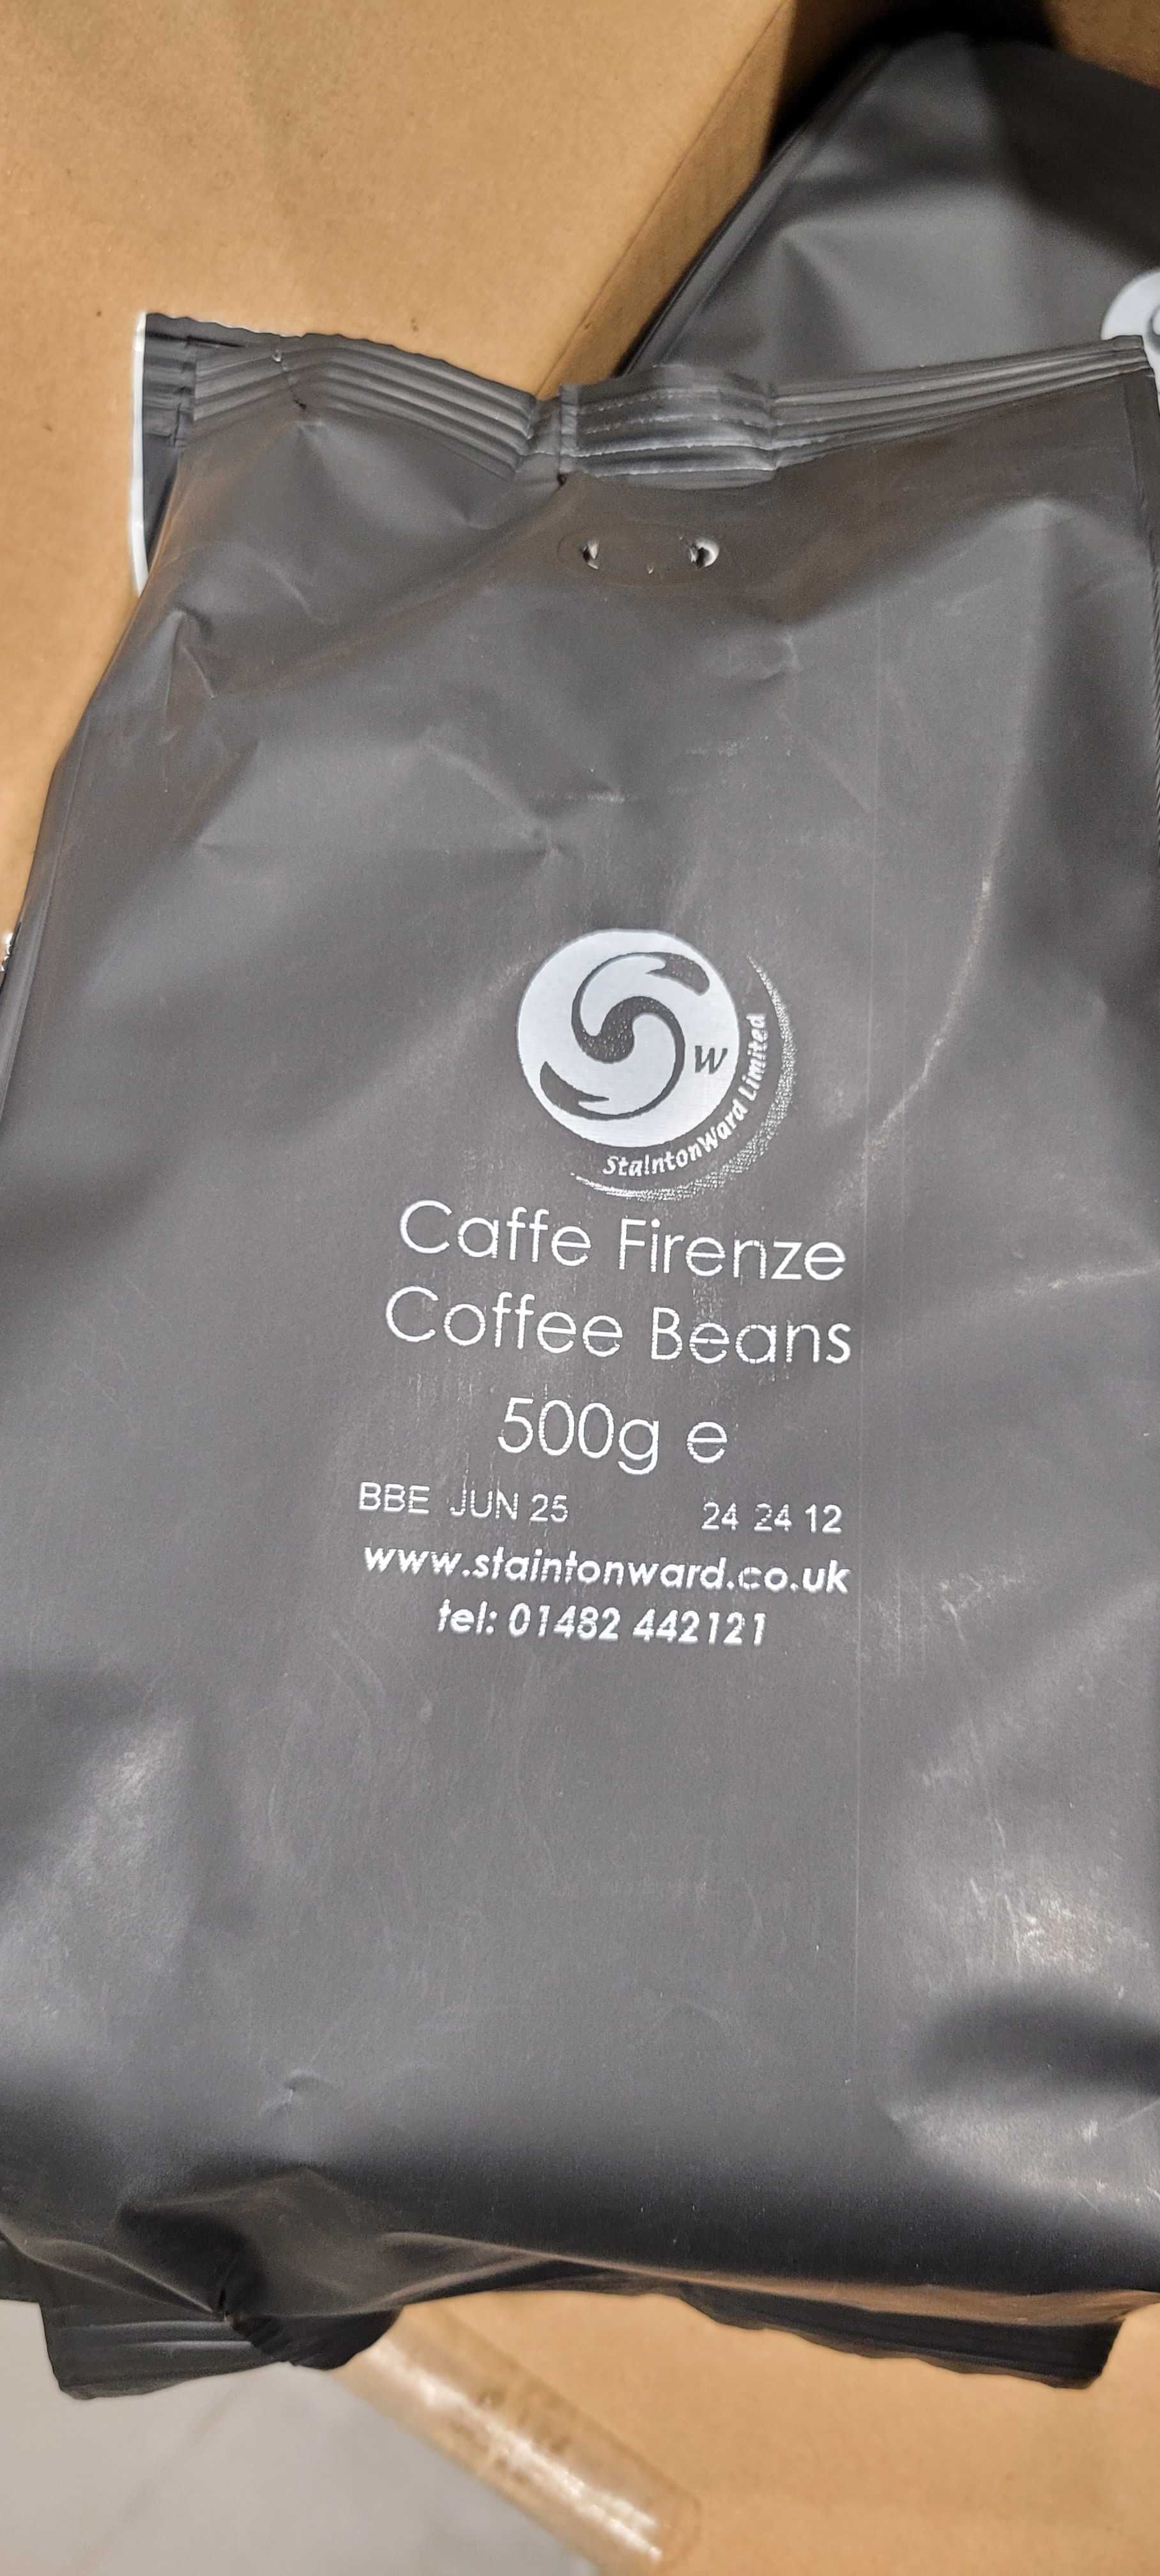 W
StaintonWard Limited
Caffe Firenze
Coffee Beans
500g e
BBE JUN 25 24 24 12
www.staintonward.co.uk
tel: 01482 442121